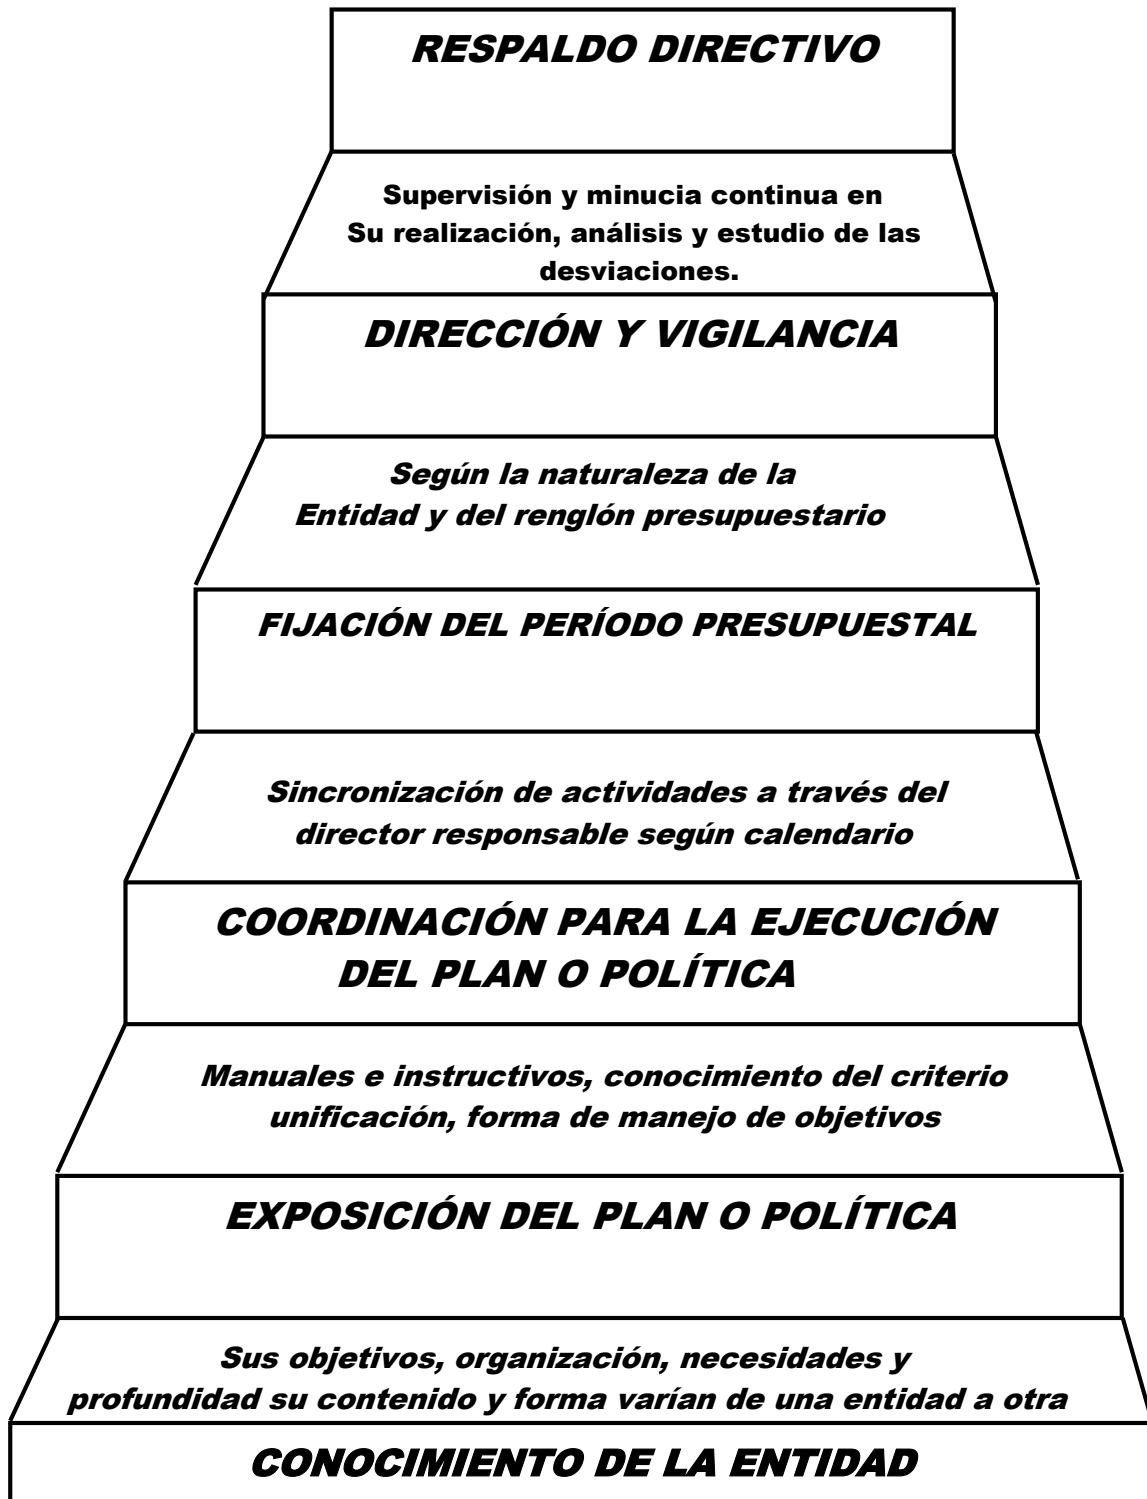 RESPALDO DIRECTIVO
Supervisión y minucia continua en
Su realización, análisis y estudio de las
desviaciones.
DIRECCIÓN Y VIGILANCIA
Según la naturaleza de la
Entidad y del renglón presupuestario
FIJACIÓN DEL PERÍODO PRESUPUESTAL
Sincronización de actividades a través del
director responsable según calendario
COORDINACIÓN PARA LA EJECUCIÓN
DEL PLAN O POLÍTICA
Manuales e instructivos, conocimiento del criterio
unificación, forma de manejo de objetivos
EXPOSICIÓN DEL PLAN O POLÍTICA
Sus objetivos, organización, necesidades y
profundidad su contenido y forma varían de una entidad a otra
CONOCIMIENTO DE LA ENTIDAD